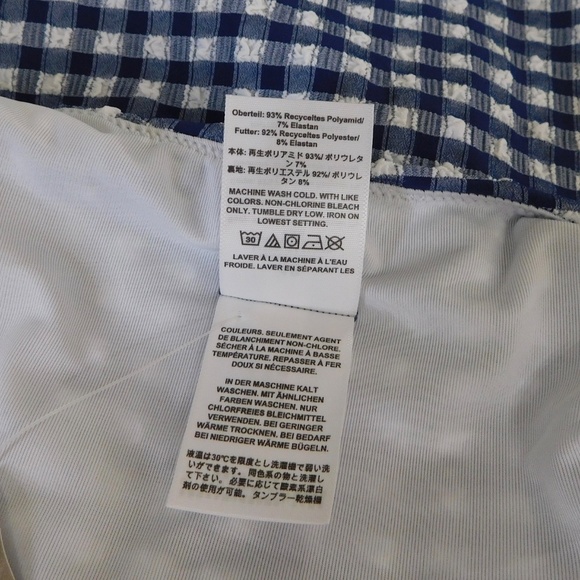 Oberteil: 93% Recyceltes Polyamid/
7% Elastan
Futter: 92% Recyceltes Polyester/
8% Elastan
本体: 再生ポリアミド 93%/ ポリウレ
タン 7%
裏地: 再生ポリエステル 92%/ ポリウレ
タン 8%
MACHINE WASH COLD. WITH LIKE
COLORS. NON-CHLORINE BLEACH
ONLY. TUMBLE DRY LOW. IRON ON
LOWEST SETTING.
30
LAVER À LA MACHINE À L'EAU
FROIDE. LAVER EN SÉPARANT LES
COULEURS. SEULEMENT AGENT
DE BLANCHIMENT NON-CHLORE.
SÉCHER À LA MACHINE À BASSE
TEMPÉRATURE. REPASSER À FER
DOUX SI NÉCESSAIRE.
IN DER MASCHINE KALT
WASCHEN. MIT ÄHNLICHEN
FARBEN WASCHEN. NUR
CHLORFREIES BLEICHMITTEL
VERWENDEN. BEI GERINGER
WÄRME TROCKNEN. BEI BEDARF
BEI NIEDRIGER WÄRME BÜGELN.
液温は30℃を限度とし洗濯機で弱い洗
いができます。 同色系の物と洗濯し
て下さい。 必要に応じて酸素系漂白
剤の使用が可能。 タンブラー乾燥機